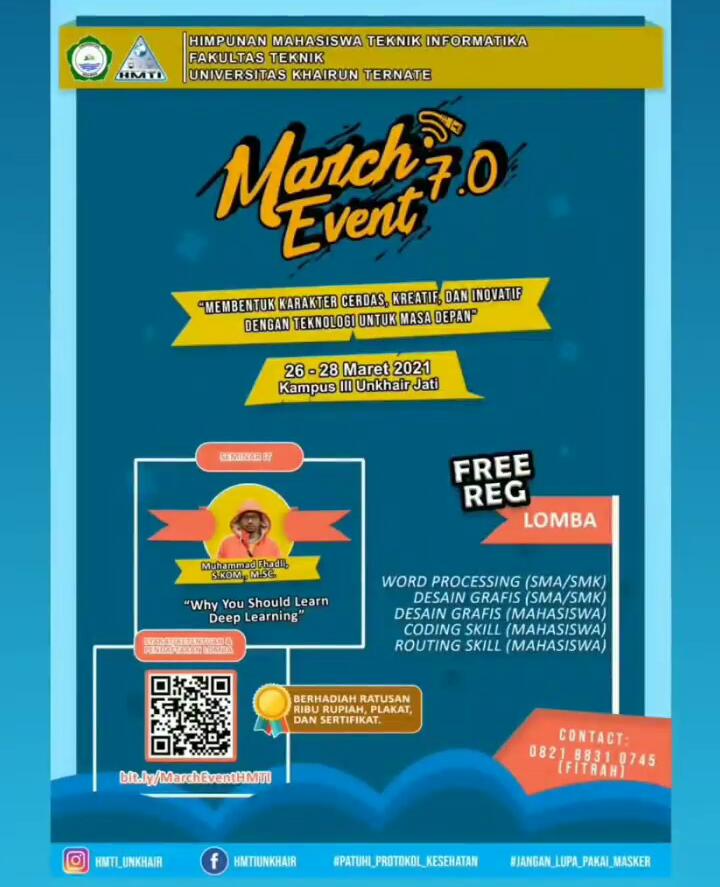 HIMPUNAN MAHASISWA TEKNIK INFORMATIKA
FAKULTAS TEKNIK
UNIVERSITAS KHAIRUN TERNATE
HMTI
March
Event 7.0
"MEMBENTUK KARAKTER CERDAS, KREATIF, DAN INOVATIF
DENGAN TEKNOLOGI UNTUK MASA DEPAN"
26 - 28 Maret 2021
Kampus III Unkhair Jati
SEMINAR IT
Muhammad Fhadli,
S.KOM., M.SC.
"Why You Should Learn
Deep Learning"
FREE
REG
LOMBA
WORD PROCESSING (SMA/SMK)
DESAIN GRAFIS (SMA/SMK)
DESAIN GRAFIS (MAHASISWA)
CODING SKILL (MAHASISWA)
ROUTING SKILL (MAHASISWA)
SYARAT/KETENTUAN &
PENDAFTARAN LOMBA
bit.ly/MarchEventHMTI
BERHADIAH RATUSAN
RIBU RUPIAH, PLAKAT,
DAN SERTIFIKAT.
CONTACT:
0821 8831 0745
(FITRAH)
HMTI_UNKHAIR
HMTIUNKHAIR
#PATUHI_PROTOKOL_KESEHATAN
#JANGAN_LUPA_PAKAI_MASKER